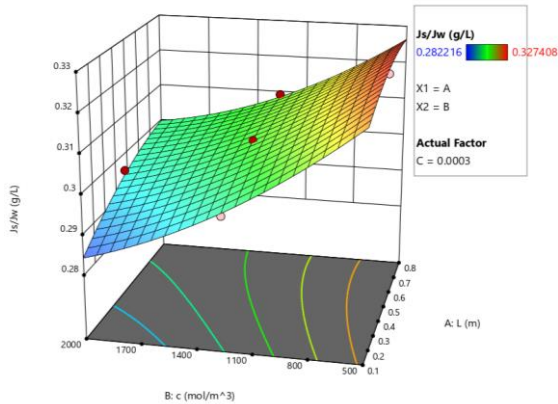 Js/Jw (g/L)
0.282216 0.327408
X1 = A
X2 = B
Actual Factor
C = 0.0003
0.33
0.32
0.31
0.3
0.29
0.28
Js/Jw (g/L)
0.8
0.7
0.6
0.5
0.4
0.3
0.2
0.1
A: L (m)
2000
1700
1400
1100
800
500
B: c (mol/m^3)